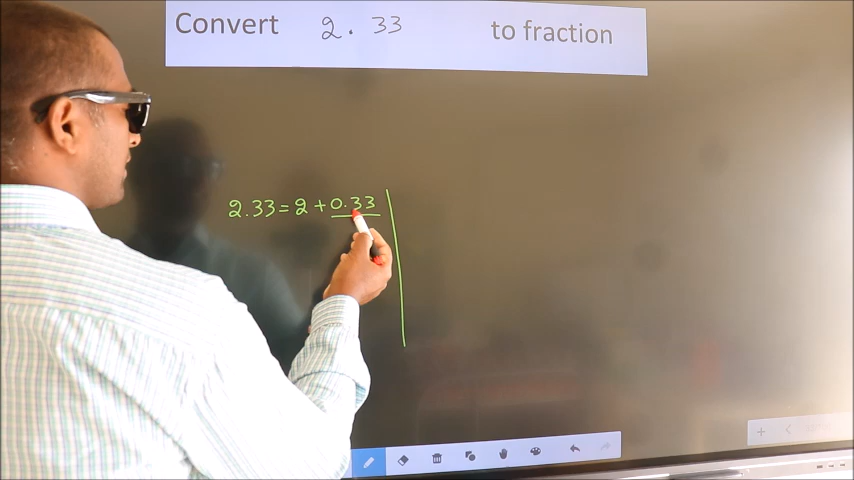 Convert 2.33 to fraction
2.33 = 2 + 0.33